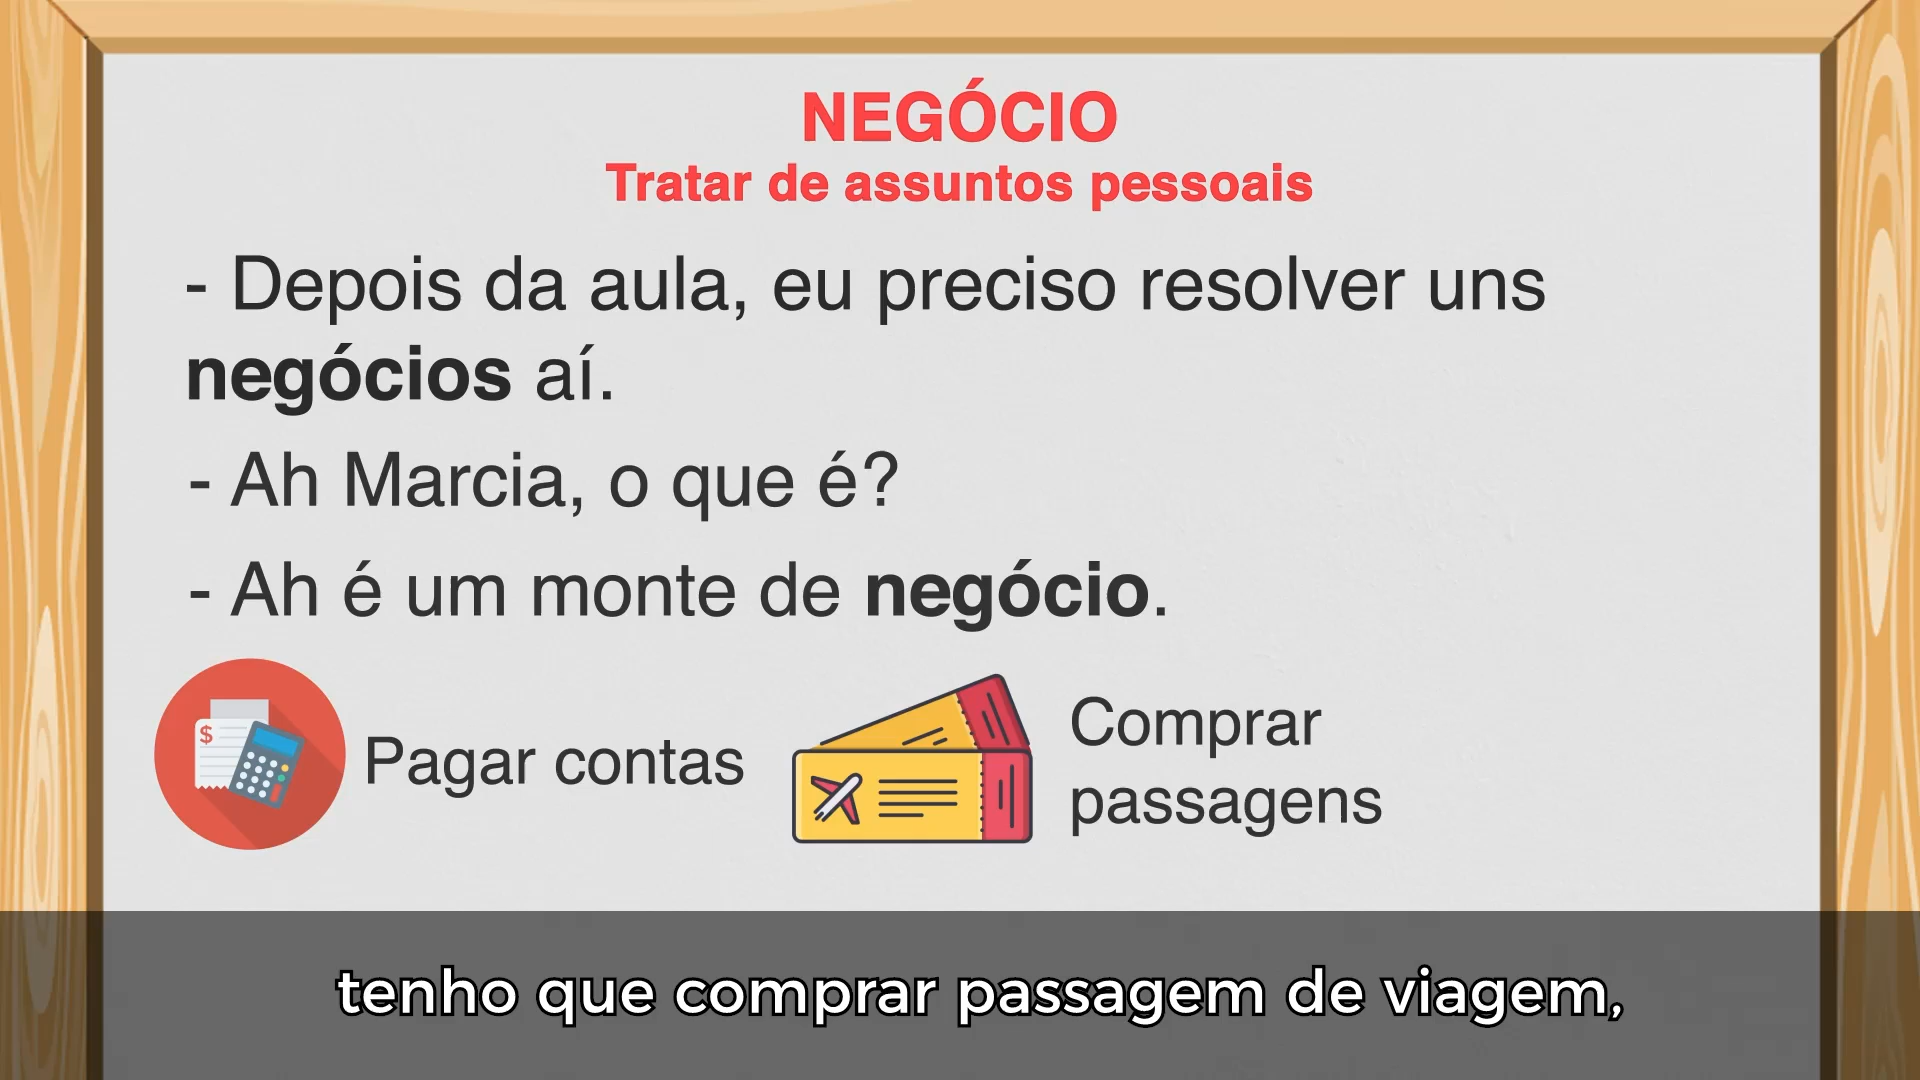 NEGÓCIO
Tratar de assuntos pessoais
- Depois da aula, eu preciso resolver uns
negócios aí.
- Ah Marcia, o que é?
- Ah é um monte de negócio.
$
Pagar contas
Comprar
passagens
tenho que comprar passagem de viagem,